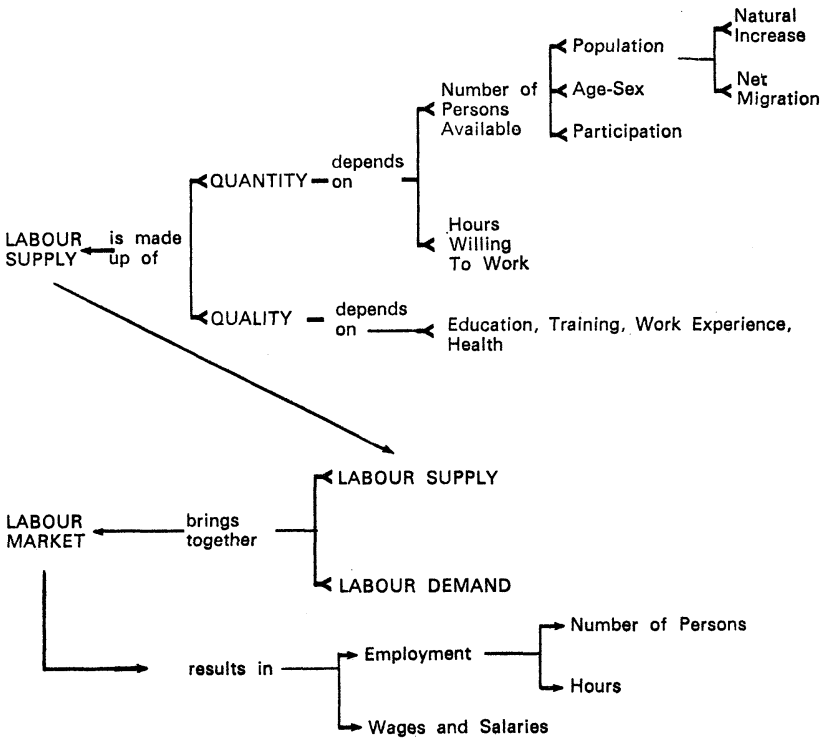 Natural
Increase
Population
Net
Migration
Number of
Persons
Available
Age-Sex
Participation
depends
on
QUANTITY
Hours
Willing
To Work
LABOUR
SUPPLY
is made
up of
QUALITY
depends
on
Education, Training, Work Experience,
Health
LABOUR SUPPLY
LABOUR
MARKET
brings
together
LABOUR DEMAND
results in
Employment
Number of Persons
Hours
Wages and Salaries